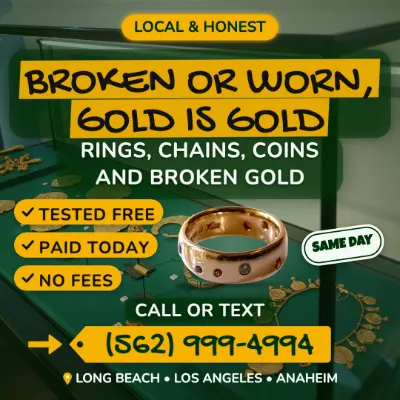 LOCAL & HONEST
BROKEN OR WORN,
GOLD IS GOLD
RINGS, CHAINS, COINS
AND BROKEN GOLD
TESTED FREE
PAID TODAY
NO FEES
SAME DAY
CALL OR TEXT
(562) 999-4994
LONG BEACH • LOS ANGELES • ANAHEIM